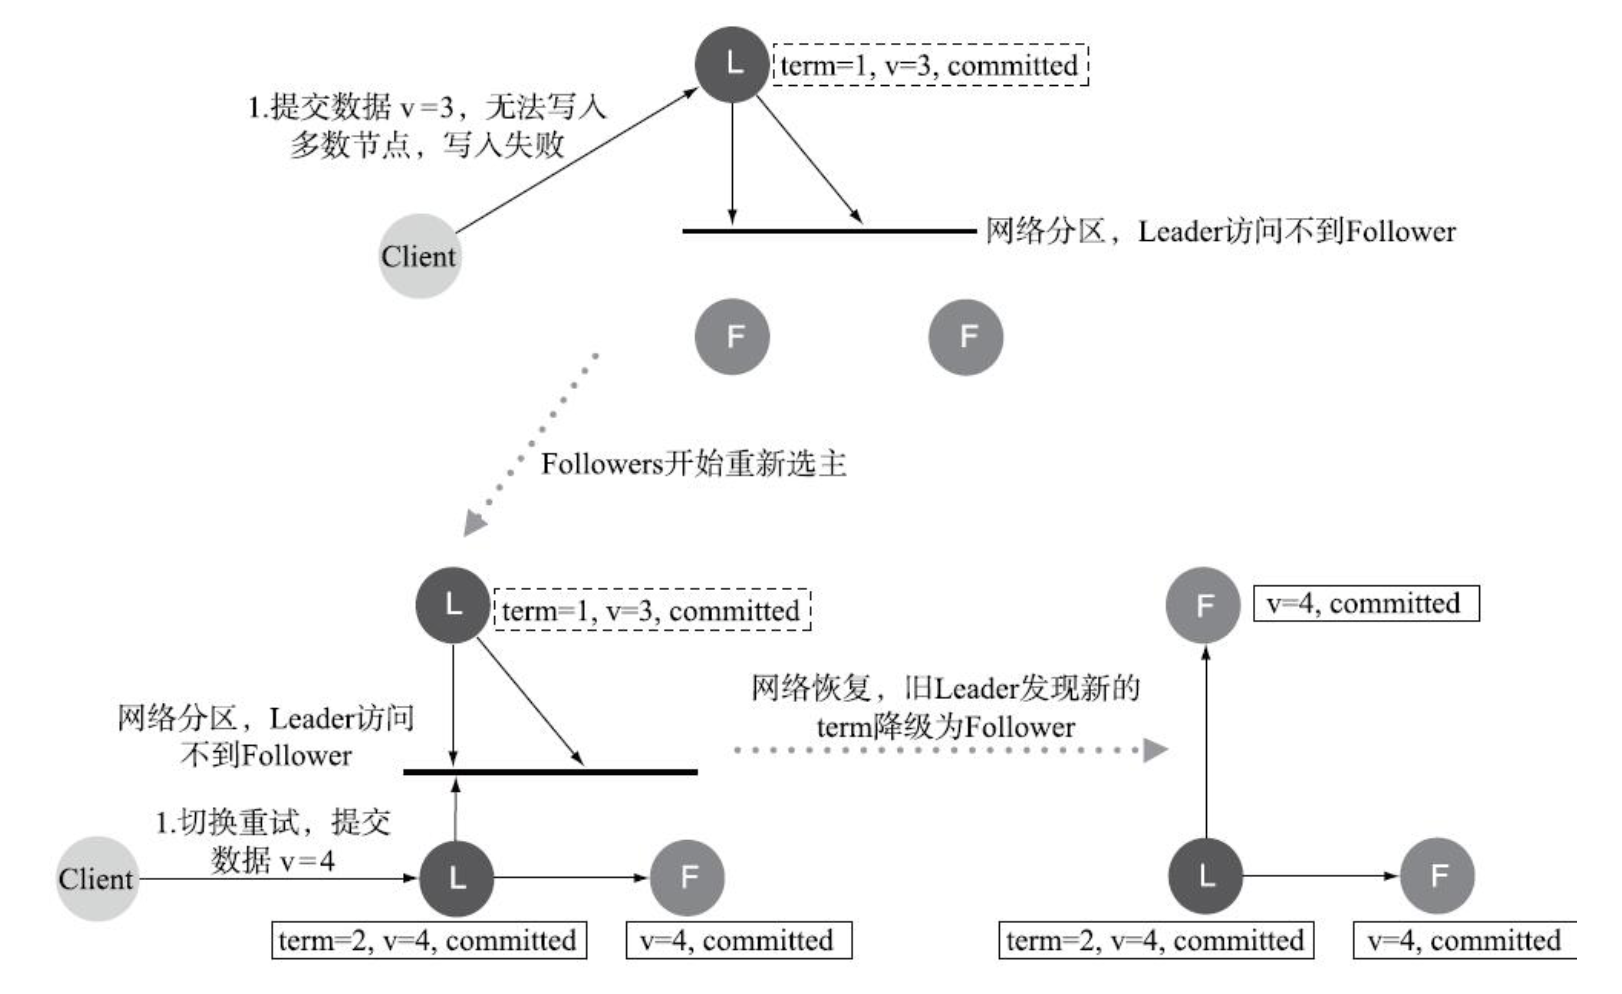 L
term=1, v=3, committed
1.提交数据 v=3，无法写入
多数节点，写入失败
Client
网络分区，Leader访问不到Follower
F
F
Followers开始重新选主
L
term=1, v=3, committed
网络分区，Leader访问
不到Follower
1.切换重试，提交
数据 v=4
Client
L
F
term=2, v=4, committed
v=4, committed
网络恢复，旧Leader发现新的
term降级为Follower
F
v=4, committed
L
F
term=2, v=4, committed
v=4, committed